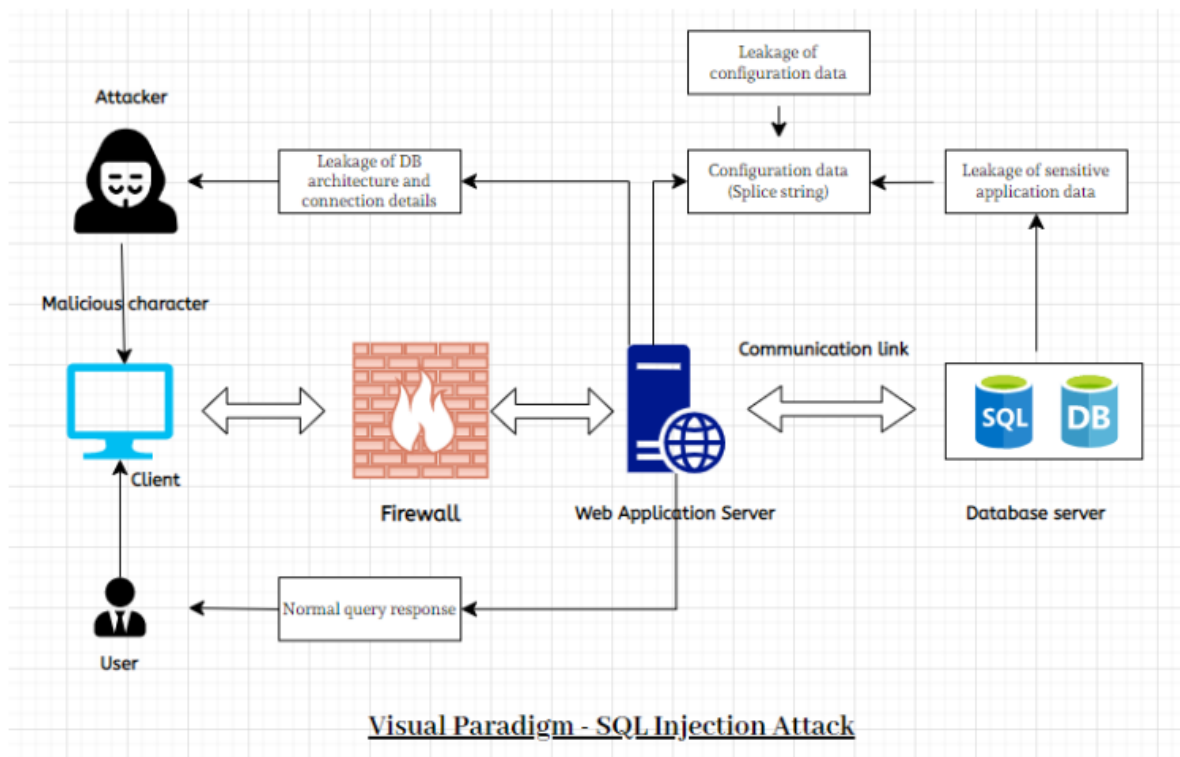 Leakage of
configuration data
Attacker
Leakage of DB
architecture and
connection details
Configuration data
(Splice string)
Leakage of sensitive
application data
Malicious character
Communication link
SQL
DB
Client
Firewall
Web Application Server
Database server
Normal query response
User
Visual Paradigm - SQL Injection Attack